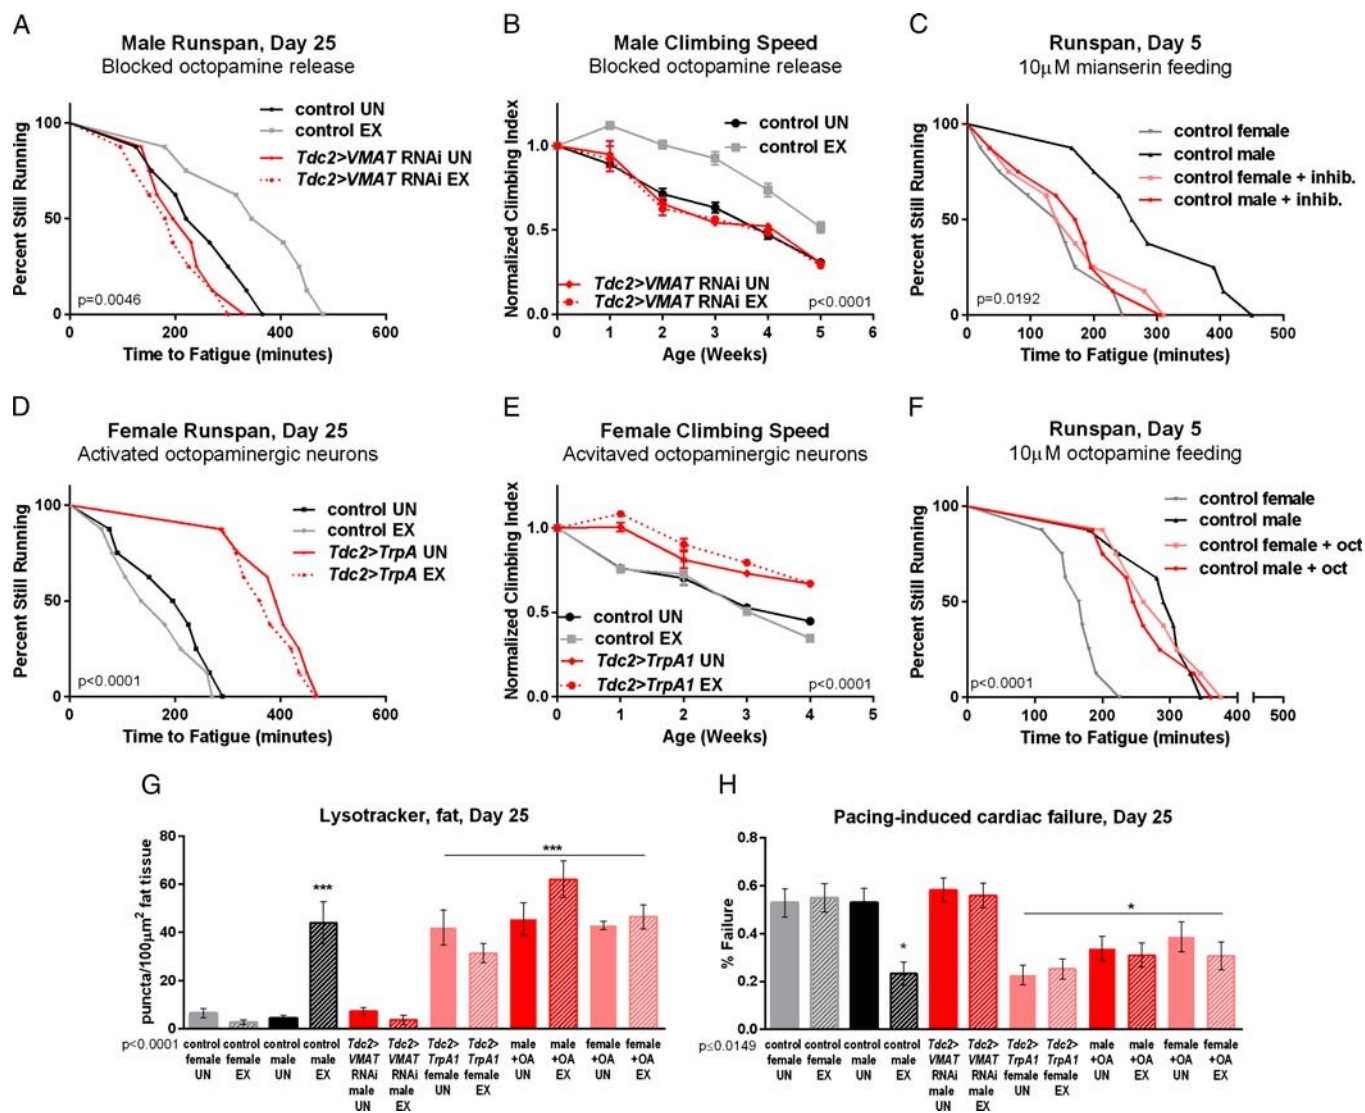 A
Male Runspan, Day 25
Blocked octopamine release
Percent Still Running
100
50
0
control UN
control EX
Tdc2>VMAT RNAi UN
Tdc2>VMAT RNAi EX
p=0.0046
0 200 400 600
Time to Fatigue (minutes)
B
Male Climbing Speed
Blocked octopamine release
Normalized Climbing Index
1.0
0.5
0.0
control UN
control EX
Tdc2>VMAT RNAi UN
Tdc2>VMAT RNAi EX
p<0.0001
0 1 2 3 4 5 6
Age (Weeks)
C
Runspan, Day 5
10μM mianserin feeding
Percent Still Running
100
50
0
control female
control male
control female + inhib.
control male + inhib.
p=0.0192
0 100 200 300 400 500
Time to Fatigue (minutes)
D
Female Runspan, Day 25
Activated octopaminergic neurons
Percent Still Running
100
50
0
control UN
control EX
Tdc2>TrpA UN
Tdc2>TrpA EX
p<0.0001
0 200 400 600
Time to Fatigue (minutes)
E
Female Climbing Speed
Acvitaved octopaminergic neurons
Normalized Climbing Index
1.0
0.5
0.0
control UN
control EX
Tdc2>TrpA1 UN
Tdc2>TrpA1 EX
p<0.0001
0 1 2 3 4 5
Age (Weeks)
F
Runspan, Day 5
10μM octopamine feeding
Percent Still Running
100
50
0
control female
control male
control female + oct
control male + oct
p<0.0001
0 100 200 300 400 500
Time to Fatigue (minutes)
G
Lysotracker, fat, Day 25
puncta/100μm² fat tissue
80
60
40
20
0
***
***
p<0.0001
control female UN
control female EX
control male UN
control male EX
Tdc2> VMAT RNAi male UN
Tdc2> VMAT RNAi male EX
Tdc2> TrpA1 female UN
Tdc2> TrpA1 female EX
male +OA UN
male +OA EX
female +OA UN
female +OA EX
H
Pacing-induced cardiac failure, Day 25
% Failure
0.8
0.6
0.4
0.2
0.0
*
*
p≤0.0149
control female UN
control female EX
control male UN
control male EX
Tdc2> VMAT RNAi male UN
Tdc2> VMAT RNAi male EX
Tdc2> TrpA1 female UN
Tdc2> TrpA1 female EX
male +OA UN
male +OA EX
female +OA UN
female +OA EX